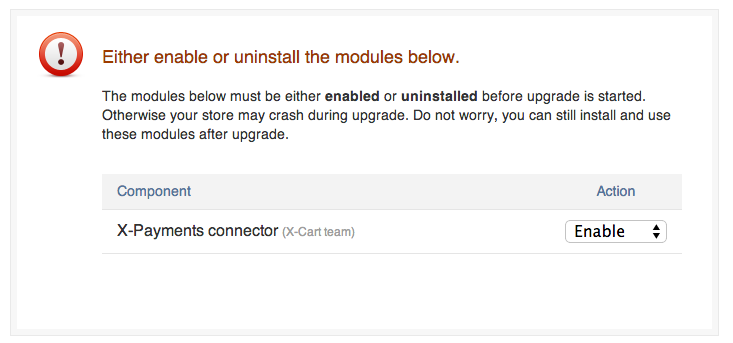 Either enable or uninstall the modules below.
The modules below must be either enabled or uninstalled before upgrade is started.
Otherwise your store may crash during upgrade. Do not worry, you can still install and use
these modules after upgrade.
Component Action
X-Payments connector (X-Cart team) Enable